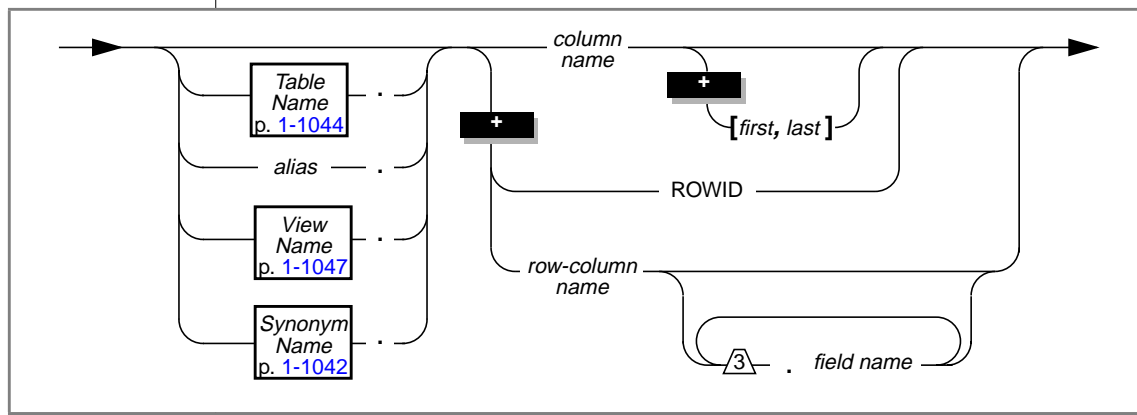 column
name
+
[first, last ]
Table
Name
p. 1-1044
.
+
alias .
ROWID
View
Name
p. 1-1047
.
row-column
name
Synonym
Name
p. 1-1042
.
3 . field name